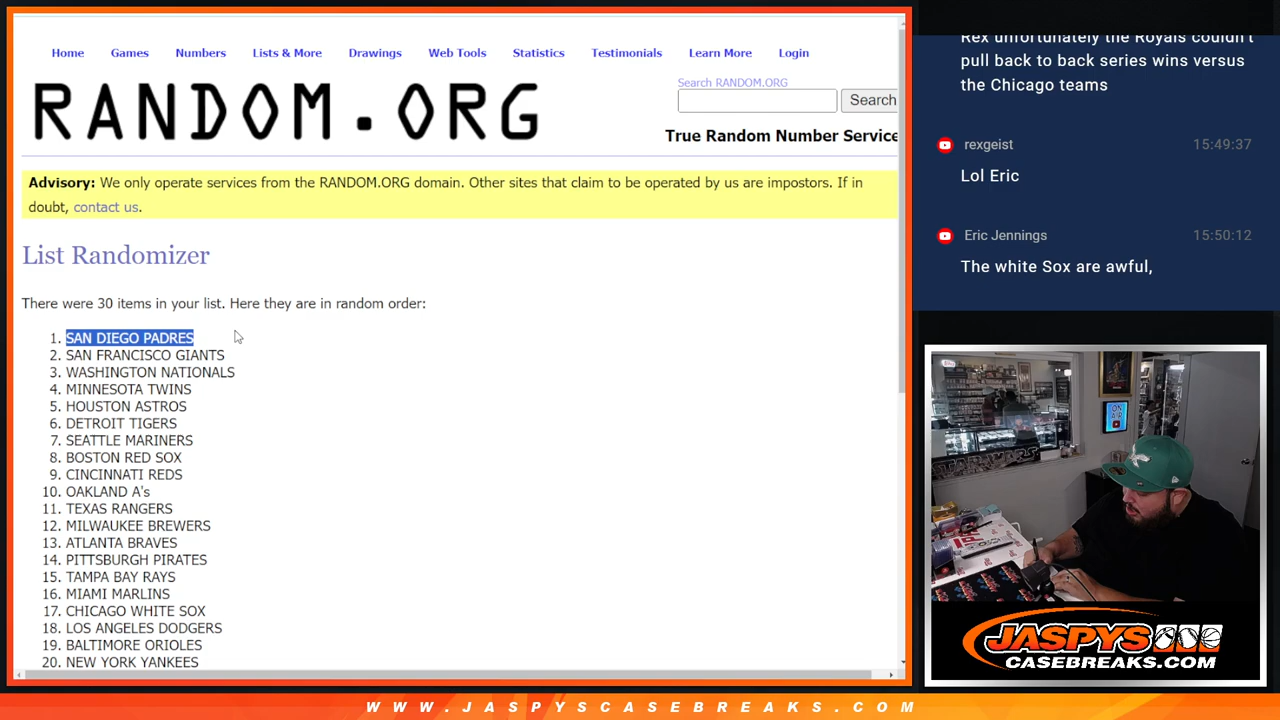 Home Games Numbers Lists & More Drawings Web Tools Statistics Testimonials Learn More Login
RANDOM.ORG
Search RANDOM.ORG
Search
True Random Number Service
Advisory: We only operate services from the RANDOM.ORG domain. Other sites that claim to be operated by us are impostors. If in
doubt, contact us.
List Randomizer
There were 30 items in your list. Here they are in random order:
1. SAN DIEGO PADRES
2. SAN FRANCISCO GIANTS
3. WASHINGTON NATIONALS
4. MINNESOTA TWINS
5. HOUSTON ASTROS
6. DETROIT TIGERS
7. SEATTLE MARINERS
8. BOSTON RED SOX
9. CINCINNATI REDS
10. OAKLAND A's
11. TEXAS RANGERS
12. MILWAUKEE BREWERS
13. ATLANTA BRAVES
14. PITTSBURGH PIRATES
15. TAMPA BAY RAYS
16. MIAMI MARLINS
17. CHICAGO WHITE SOX
18. LOS ANGELES DODGERS
19. BALTIMORE ORIOLES
20. NEW YORK YANKEES
Rex unfortunately the Royals couldn't
pull back to back series wins versus
the Chicago teams
rexgeist 15:49:37
Lol Eric
Eric Jennings 15:50:12
The white Sox are awful,
STAR WARS
ON
AIR
JASPYS
CASEBREAKS.COM
WWW.JASPYSCASEBREAKS.COM